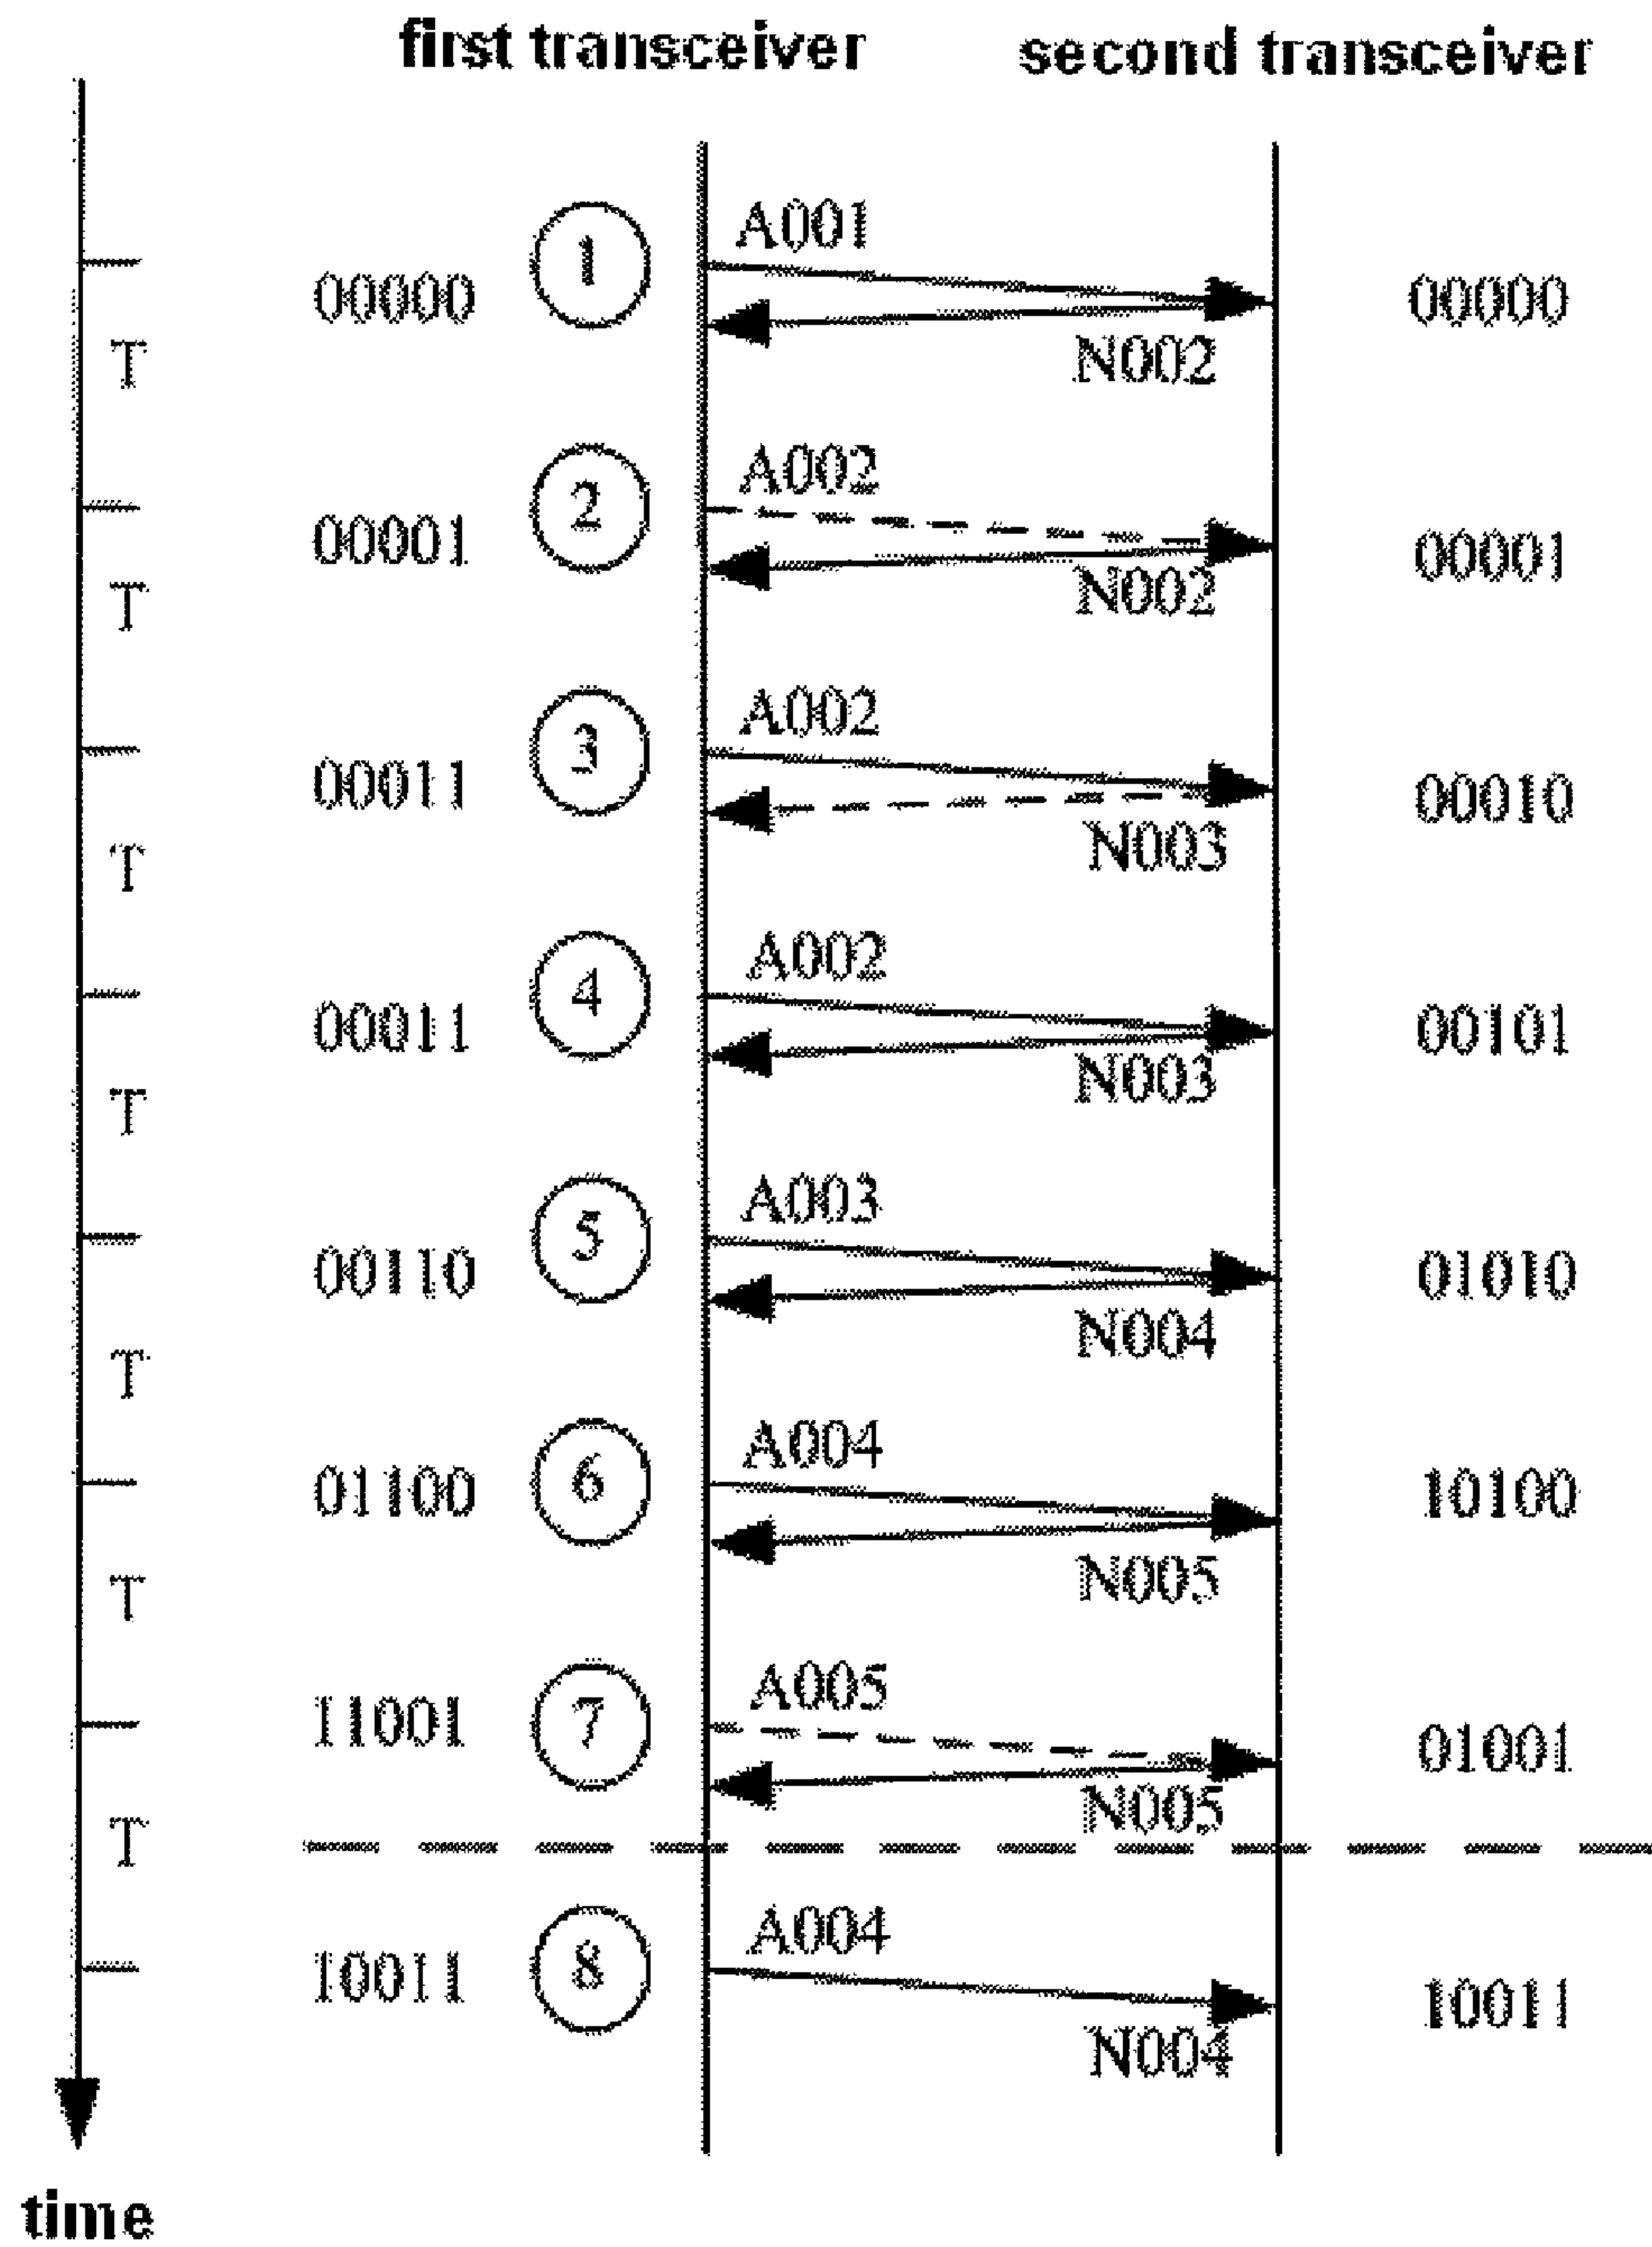 first transceiver second transceiver
A001
00000 1 00000
T N002
A002
00001 2 00001
T N002
A002
00011 3 00010
T N003
A002
00011 4 00101
T N003
A003
00110 5 01010
T N004
A004
01100 6 10100
T N005
A005
11001 7 01001
T N005
A004
10011 8 10011
N004
time